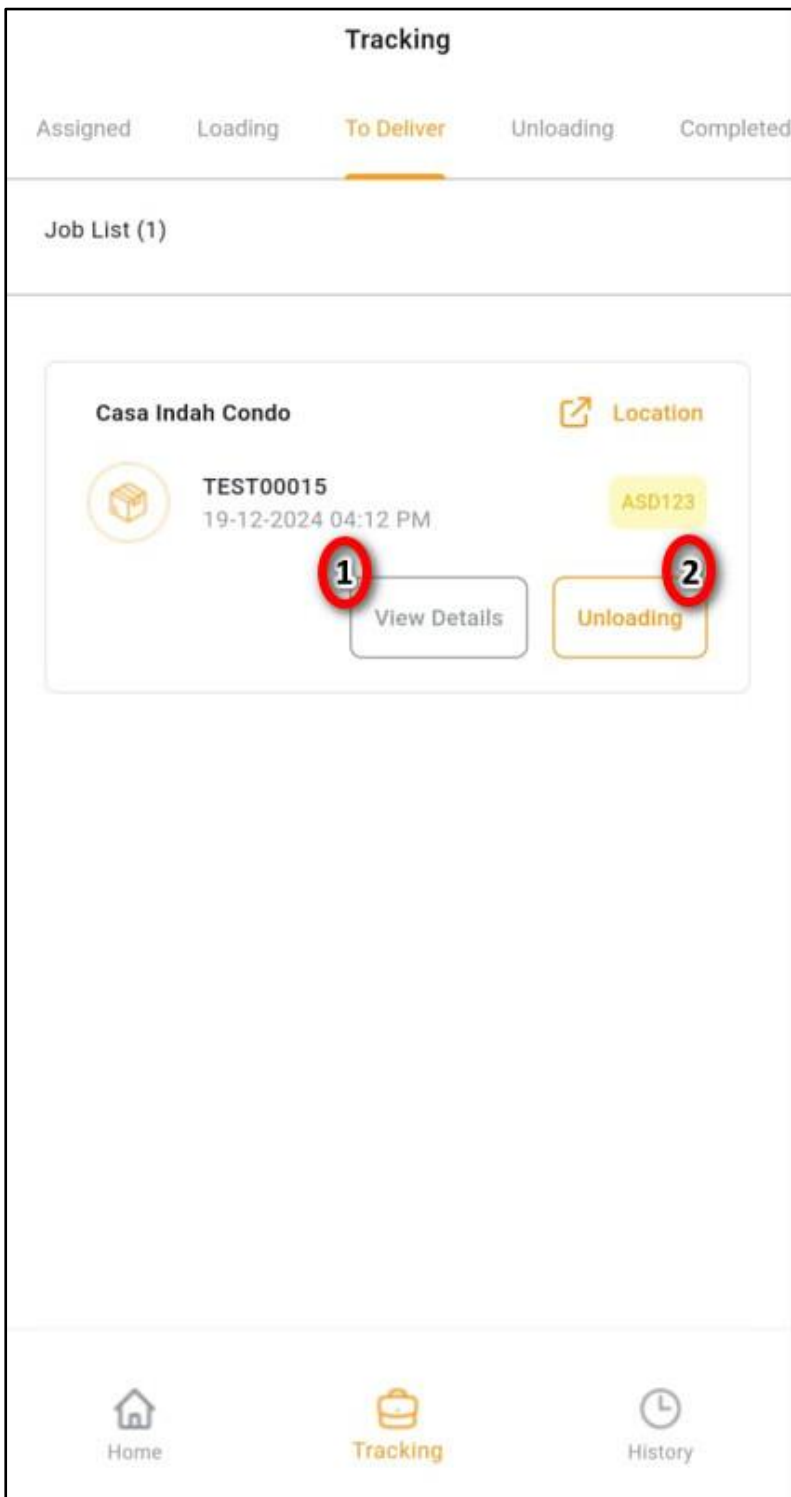 Tracking
Assigned Loading To Deliver Unloading Completed
Job List (1)
Casa Indah Condo Location
TEST00015 ASD123
19-12-2024 04:12 PM
1 2
View Details Unloading
Home Tracking History